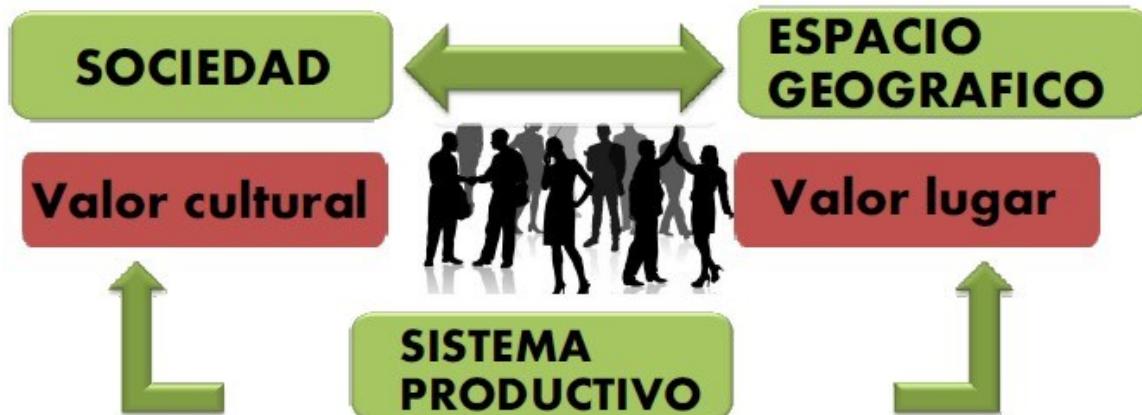 SOCIEDAD
ESPACIO
GEOGRAFICO
Valor cultural
Valor lugar
SISTEMA
PRODUCTIVO